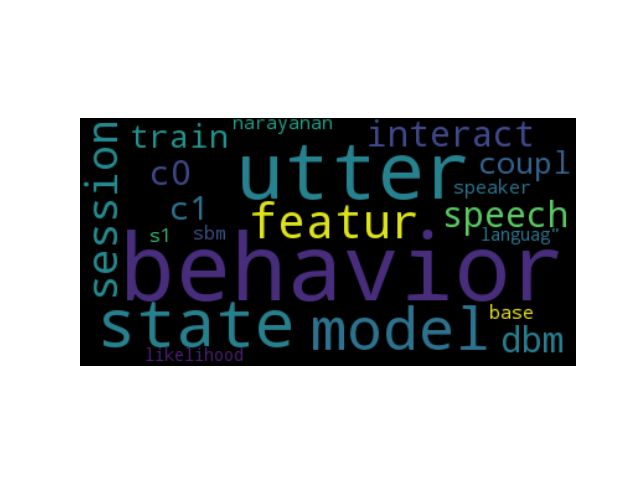 narayanan
train
interact
session
utter
coupl
c0
speaker
c1
featur
speech
s1
sbm
languag"
behavior
state
model
base
dbm
likelihood